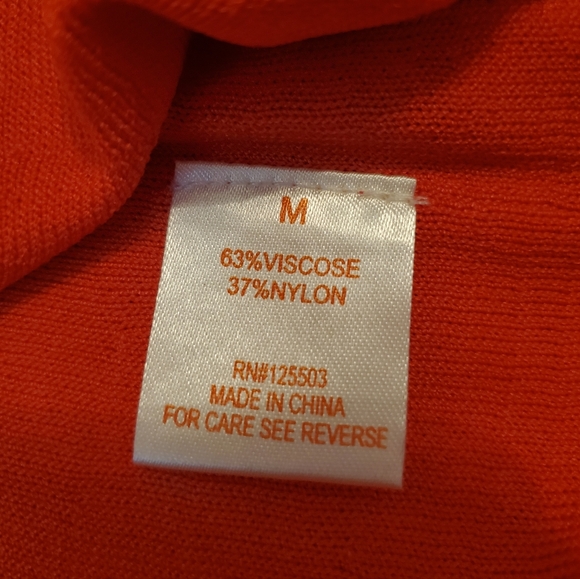 M
63%VISCOSE
37%NYLON
RN#125503
MADE IN CHINA
FOR CARE SEE REVERSE